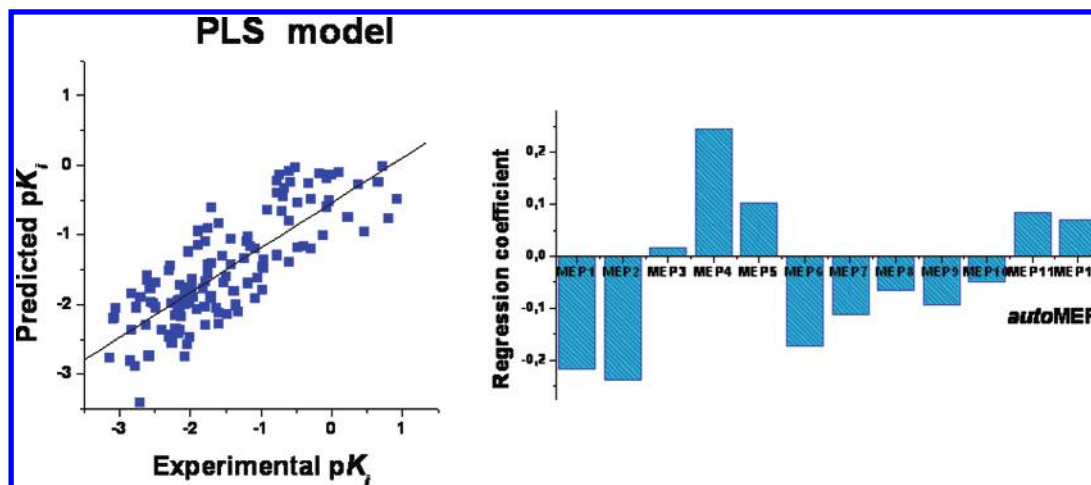 PLS model
Predicted pKi
1
0
-1
-2
-3
-3 -2 -1 0 1
Experimental pKi
Regression coefficient
0,2
0,1
0,0
-0,1
-0,2
MEP1 MEP2 MEP3 MEP4 MEP5 MEP6 MEP7 MEP8 MEP9 MEP10 MEP11 MEP1
autoMEP